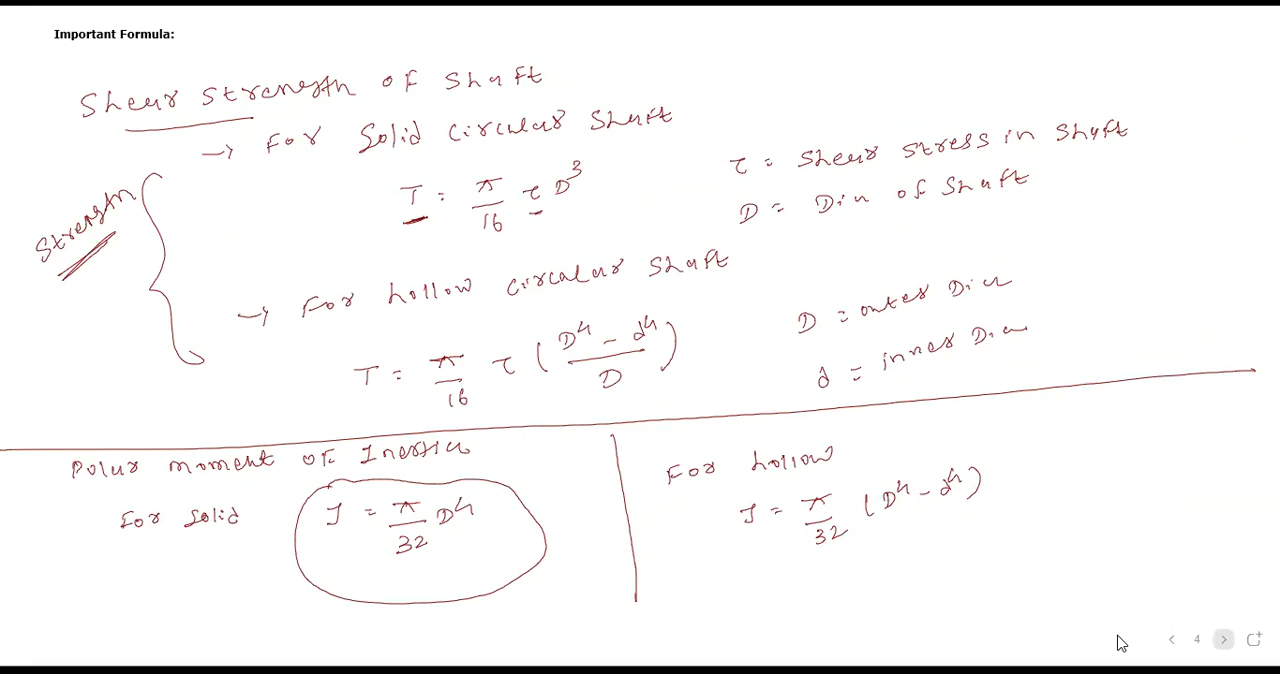 Important Formula:
Shear Strength of Shaft
→ For Solid Circular Shaft
Strength
T = π/16 τ D³
τ = Shear Stress in Shaft
D = Dia of Shaft
→ For hollow Circular Shaft
T = π/16 τ (D⁴ - d⁴ / D)
D = outer Dia
d = inner Dia
Polar moment of Inertia
For Solid J = π/32 D⁴
For hollow
J = π/32 (D⁴ - d⁴)
4